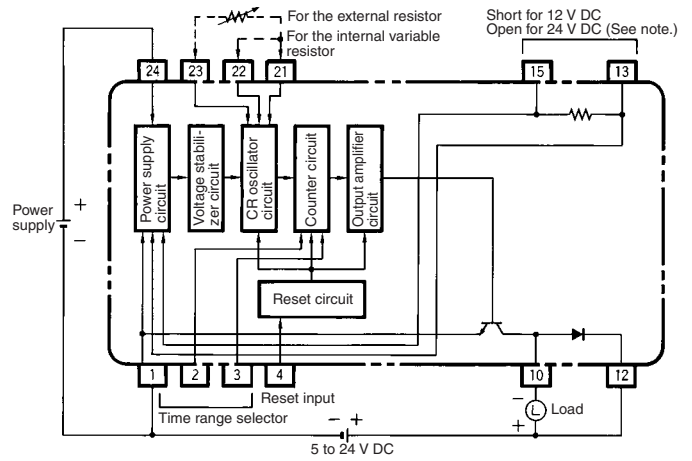 For the external resistor
For the internal variable
resistor
Short for 12 V DC
Open for 24 V DC (See note.)
24
23
22
21
15
13
Power supply
circuit
Voltage stabili-
zer circuit
CR oscillator
circuit
Counter circuit
Output amplifier
circuit
Power
supply
+
−
Reset circuit
1
2
3
4
10
12
Reset input
Time range selector
−
+
L
Load
− +
5 to 24 V DC